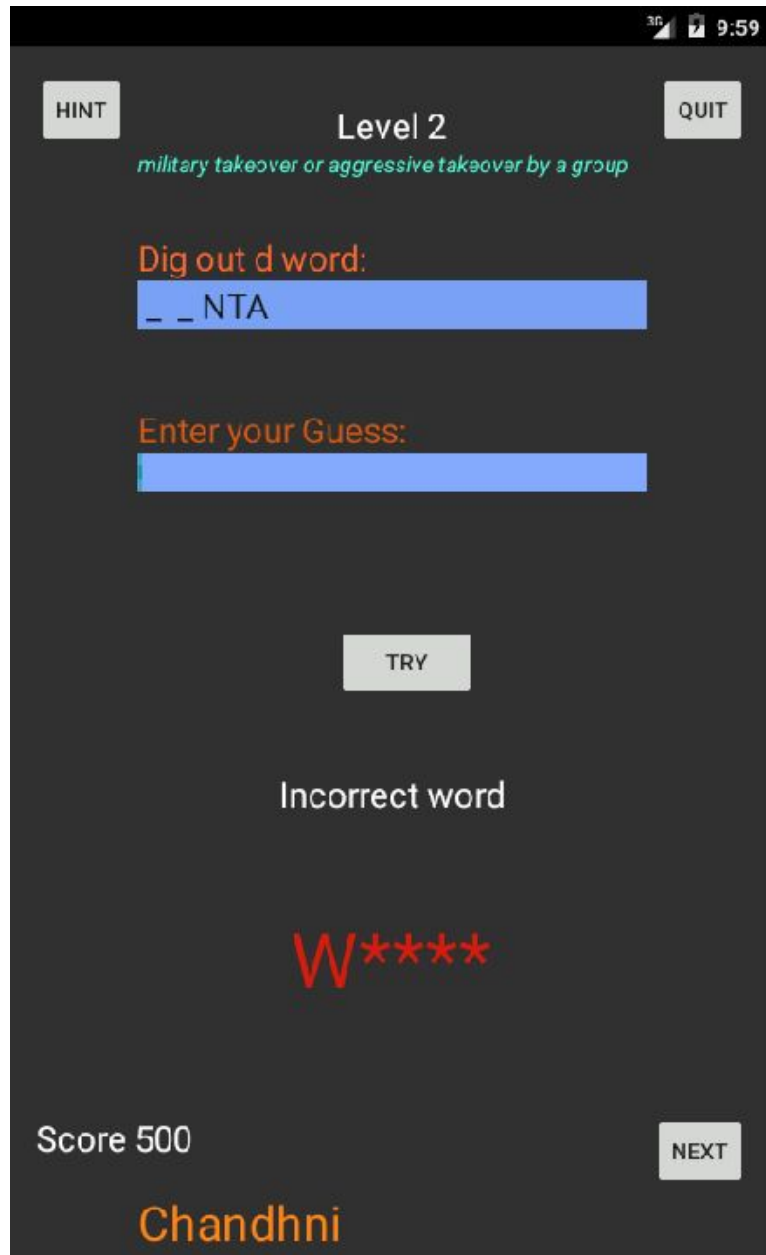 3G 9:59
HINT
QUIT
Level 2
military takeover or aggressive takeover by a group
Dig out d word:
_ _ NTA
Enter your Guess:
TRY
Incorrect word
W****
Score 500
NEXT
Chandhni